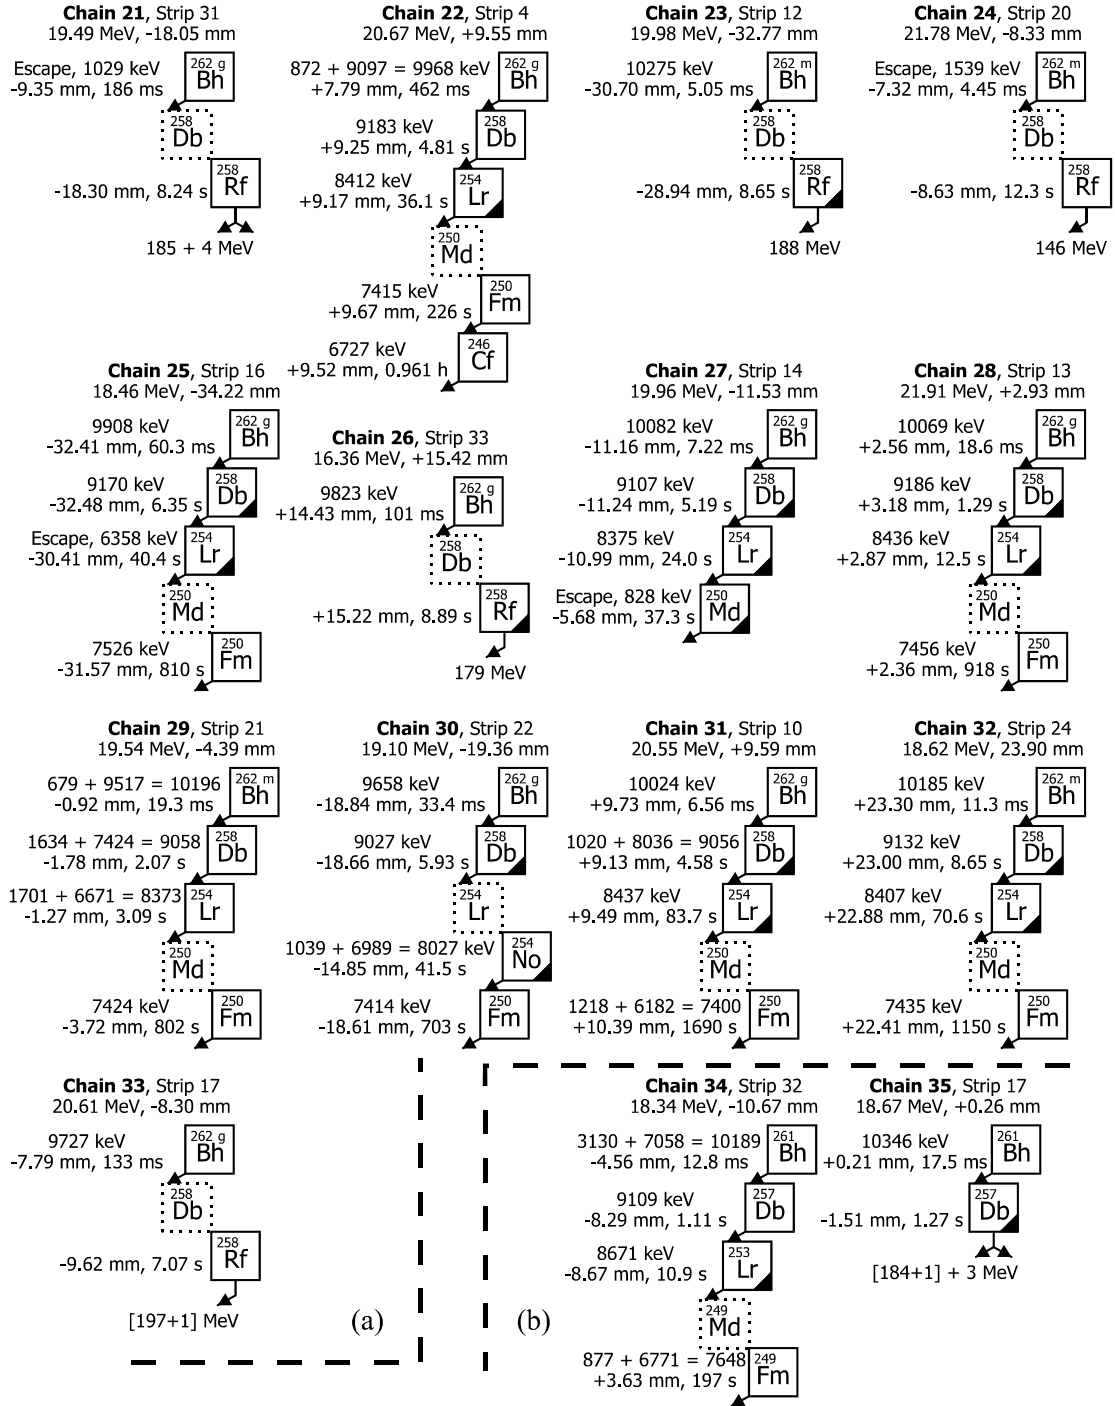 Chain 21, Strip 31
19.49 MeV, -18.05 mm
Escape, 1029 keV
-9.35 mm, 186 ms
262 g
Bh
258
Db
-18.30 mm, 8.24 s
258
Rf
185 + 4 MeV
Chain 22, Strip 4
20.67 MeV, +9.55 mm
872 + 9097 = 9968 keV
+7.79 mm, 462 ms
262 g
Bh
9183 keV
+9.25 mm, 4.81 s
258
Db
8412 keV
+9.17 mm, 36.1 s
254
Lr
250
Md
7415 keV
+9.67 mm, 226 s
250
Fm
6727 keV
+9.52 mm, 0.961 h
246
Cf
Chain 23, Strip 12
19.98 MeV, -32.77 mm
10275 keV
-30.70 mm, 5.05 ms
262 m
Bh
258
Db
-28.94 mm, 8.65 s
258
Rf
188 MeV
Chain 24, Strip 20
21.78 MeV, -8.33 mm
Escape, 1539 keV
-7.32 mm, 4.45 ms
262 m
Bh
258
Db
-8.63 mm, 12.3 s
258
Rf
146 MeV
Chain 25, Strip 16
18.46 MeV, -34.22 mm
9908 keV
-32.41 mm, 60.3 ms
262 g
Bh
9170 keV
-32.48 mm, 6.35 s
258
Db
Escape, 6358 keV
-30.41 mm, 40.4 s
254
Lr
250
Md
7526 keV
-31.57 mm, 810 s
250
Fm
Chain 26, Strip 33
16.36 MeV, +15.42 mm
9823 keV
+14.43 mm, 101 ms
262 g
Bh
258
Db
+15.22 mm, 8.89 s
258
Rf
179 MeV
Chain 27, Strip 14
19.96 MeV, -11.53 mm
10082 keV
-11.16 mm, 7.22 ms
262 g
Bh
9107 keV
-11.24 mm, 5.19 s
258
Db
8375 keV
-10.99 mm, 24.0 s
254
Lr
Escape, 828 keV
-5.68 mm, 37.3 s
250
Md
Chain 28, Strip 13
21.91 MeV, +2.93 mm
10069 keV
+2.56 mm, 18.6 ms
262 g
Bh
9186 keV
+3.18 mm, 1.29 s
258
Db
8436 keV
+2.87 mm, 12.5 s
254
Lr
250
Md
7456 keV
+2.36 mm, 918 s
250
Fm
Chain 29, Strip 21
19.54 MeV, -4.39 mm
679 + 9517 = 10196
-0.92 mm, 19.3 ms
262 m
Bh
1634 + 7424 = 9058
-1.78 mm, 2.07 s
258
Db
1701 + 6671 = 8373
-1.27 mm, 3.09 s
254
Lr
250
Md
7424 keV
-3.72 mm, 802 s
250
Fm
Chain 30, Strip 22
19.10 MeV, -19.36 mm
9658 keV
-18.84 mm, 33.4 ms
262 g
Bh
9027 keV
-18.66 mm, 5.93 s
258
Db
254
Lr
1039 + 6989 = 8027 keV
-14.85 mm, 41.5 s
254
No
7414 keV
-18.61 mm, 703 s
250
Fm
Chain 31, Strip 10
20.55 MeV, +9.59 mm
10024 keV
+9.73 mm, 6.56 ms
262 g
Bh
1020 + 8036 = 9056
+9.13 mm, 4.58 s
258
Db
8437 keV
+9.49 mm, 83.7 s
254
Lr
250
Md
1218 + 6182 = 7400
+10.39 mm, 1690 s
250
Fm
Chain 32, Strip 24
18.62 MeV, 23.90 mm
10185 keV
+23.30 mm, 11.3 ms
262 m
Bh
9132 keV
+23.00 mm, 8.65 s
258
Db
8407 keV
+22.88 mm, 70.6 s
254
Lr
250
Md
7435 keV
+22.41 mm, 1150 s
250
Fm
Chain 33, Strip 17
20.61 MeV, -8.30 mm
9727 keV
-7.79 mm, 133 ms
262 g
Bh
258
Db
-9.62 mm, 7.07 s
258
Rf
[197+1] MeV
(a)
(b)
Chain 34, Strip 32
18.34 MeV, -10.67 mm
3130 + 7058 = 10189
-4.56 mm, 12.8 ms
261
Bh
9109 keV
-8.29 mm, 1.11 s
257
Db
8671 keV
-8.67 mm, 10.9 s
253
Lr
249
Md
877 + 6771 = 7648
+3.63 mm, 197 s
249
Fm
Chain 35, Strip 17
18.67 MeV, +0.26 mm
10346 keV
+0.21 mm, 17.5 ms
261
Bh
257
Db
-1.51 mm, 1.27 s
[184+1] + 3 MeV